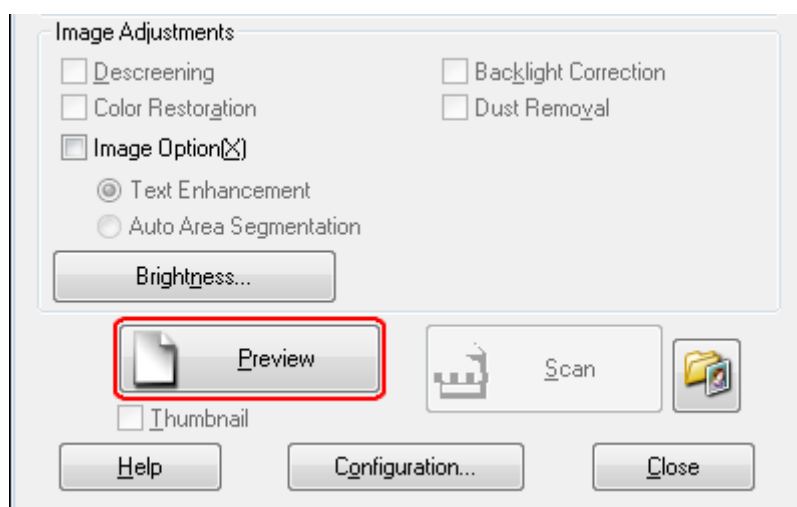 Image Adjustments
Descreening Backlight Correction
Color Restoration Dust Removal
Image Option(X)
Text Enhancement
Auto Area Segmentation
Brightness...
Preview Scan
Thumbnail
Help Configuration... Close